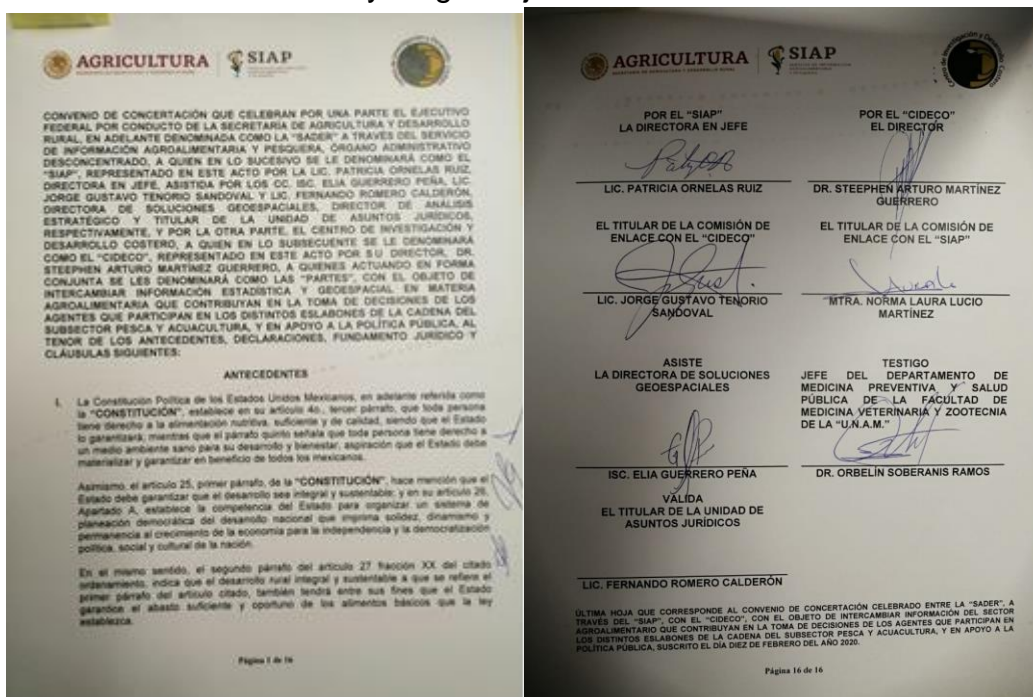 AGRICULTURA
SECRETARÍA DE AGRICULTURA Y DESARROLLO RURAL
SIAP
CONVENIO DE CONCERTACIÓN QUE CELEBRAN POR UNA PARTE EL EJECUTIVO
FEDERAL POR CONDUCTO DE LA SECRETARÍA DE AGRICULTURA Y DESARROLLO
RURAL, EN ADELANTE DENOMINADA COMO LA "SADER" A TRAVÉS DEL SERVICIO
DE INFORMACIÓN AGROALIMENTARIA Y PESQUERA, ÓRGANO ADMINISTRATIVO
DESCONCENTRADO, A QUIEN EN LO SUCESIVO SE LE DENOMINARÁ COMO EL
"SIAP", REPRESENTADO EN ESTE ACTO POR LA LIC. PATRICIA ORNELAS RUIZ,
DIRECTORA EN JEFE, ASISTIDA POR LOS CC. ISC. ELIA GUERRERO PEÑA, LIC.
JORGE GUSTAVO TENORIO SANDOVAL Y LIC. FERNANDO ROMERO CALDERÓN,
DIRECTORA DE SOLUCIONES GEOESPACIALES, DIRECTOR DE ANÁLISIS
ESTRATÉGICO Y TITULAR DE LA UNIDAD DE ASUNTOS JURÍDICOS,
RESPECTIVAMENTE, Y POR LA OTRA PARTE, EL CENTRO DE INVESTIGACIÓN Y
DESARROLLO COSTERO, A QUIEN EN LO SUBSECUENTE SE LE DENOMINARÁ
COMO EL "CIDECO", REPRESENTADO EN ESTE ACTO POR SU DIRECTOR, DR.
STEEPHEN ARTURO MARTÍNEZ GUERRERO, A QUIENES ACTUANDO EN FORMA
CONJUNTA SE LES DENOMINARÁ COMO LAS "PARTES", CON EL OBJETO DE
INTERCAMBIAR INFORMACIÓN ESTADÍSTICA Y GEOESPACIAL EN MATERIA
AGROALIMENTARIA QUE CONTRIBUYAN EN LA TOMA DE DECISIONES DE LOS
AGENTES QUE PARTICIPAN EN LOS DISTINTOS ESLABONES DE LA CADENA DEL
SUBSECTOR PESCA Y ACUACULTURA, Y EN APOYO A LA POLÍTICA PÚBLICA, AL
TENOR DE LOS ANTECEDENTES, DECLARACIONES, FUNDAMENTO JURÍDICO Y
CLÁUSULAS SIGUIENTES:
ANTECEDENTES
I. La Constitución Política de los Estados Unidos Mexicanos, en adelante referida como
la "CONSTITUCIÓN", establece en su artículo 4o., tercer párrafo, que toda persona
tiene derecho a la alimentación nutritiva, suficiente y de calidad, siendo que el Estado
lo garantizará; mientras que el párrafo quinto señala que toda persona tiene derecho a
un medio ambiente sano para su desarrollo y bienestar, aspiración que el Estado debe
materializar y garantizar en beneficio de todos los mexicanos.
Asimismo, el artículo 25, primer párrafo, de la "CONSTITUCIÓN", hace mención que el
Estado debe garantizar que el desarrollo sea integral y sustentable; y en su artículo 26,
Apartado A, establece la competencia del Estado para organizar un sistema de
planeación democrática del desarrollo nacional que imprima solidez, dinamismo y
permanencia al crecimiento de la economía para la independencia y la democratización
política, social y cultural de la nación.
En el mismo sentido, el segundo párrafo del artículo 27 fracción XX del citado
ordenamiento, indica que el desarrollo rural integral y sustentable a que se refiere el
primer párrafo del artículo citado, también tendrá entre sus fines que el Estado
garantice el abasto suficiente y oportuno de los alimentos básicos que la ley
establezca.
Página 1 de 16
AGRICULTURA
SECRETARÍA DE AGRICULTURA Y DESARROLLO RURAL
SIAP
Centro de Investigación y Desarrollo Costero
POR EL "SIAP"
LA DIRECTORA EN JEFE
LIC. PATRICIA ORNELAS RUIZ
POR EL "CIDECO"
EL DIRECTOR
DR. STEEPHEN ARTURO MARTÍNEZ
GUERRERO
EL TITULAR DE LA COMISIÓN DE
ENLACE CON EL "CIDECO"
LIC. JORGE GUSTAVO TENORIO
SANDOVAL
EL TITULAR DE LA COMISIÓN DE
ENLACE CON EL "SIAP"
MTRA. NORMA LAURA LUCIO
MARTÍNEZ
ASISTE
LA DIRECTORA DE SOLUCIONES
GEOESPACIALES
ISC. ELIA GUERRERO PEÑA
TESTIGO
JEFE DEL DEPARTAMENTO DE
MEDICINA PREVENTIVA Y SALUD
PÚBLICA DE LA FACULTAD DE
MEDICINA VETERINARIA Y ZOOTECNIA
DE LA "U.N.A.M."
DR. ORBELÍN SOBERANIS RAMOS
VALIDA
EL TITULAR DE LA UNIDAD DE
ASUNTOS JURÍDICOS
LIC. FERNANDO ROMERO CALDERÓN
ÚLTIMA HOJA QUE CORRESPONDE AL CONVENIO DE CONCERTACIÓN CELEBRADO ENTRE LA "SADER", A
TRAVÉS DEL "SIAP", CON EL "CIDECO", CON EL OBJETO DE INTERCAMBIAR INFORMACIÓN DEL SECTOR
AGROALIMENTARIO QUE CONTRIBUYAN EN LA TOMA DE DECISIONES DE LOS AGENTES QUE PARTICIPAN EN
LOS DISTINTOS ESLABONES DE LA CADENA DEL SUBSECTOR PESCA Y ACUACULTURA, Y EN APOYO A LA
POLÍTICA PÚBLICA, SUSCRITO EL DÍA DIEZ DE FEBRERO DEL AÑO 2020.
Página 16 de 16